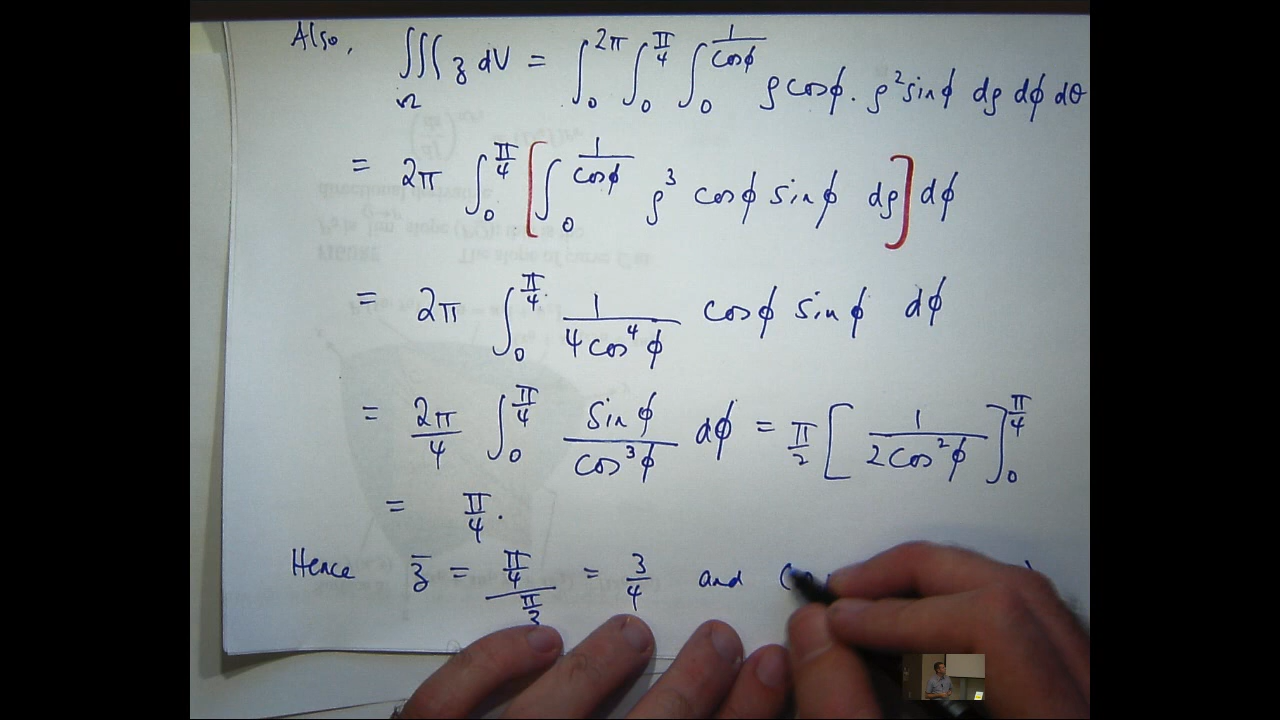 Also, ∭_Ω z dV = ∫_0^{2π} ∫_0^{π/4} ∫_0^{1/cosϕ} ρ cosϕ · ρ² sinϕ dρ dϕ dθ
= 2π ∫_0^{π/4} [ ∫_0^{1/cosϕ} ρ³ cosϕ sinϕ dρ ] dϕ
= 2π ∫_0^{π/4} 1/(4cos⁴ϕ) cosϕ sinϕ dϕ
= 2π/4 ∫_0^{π/4} sinϕ/cos³ϕ dϕ = π/2 [ 1/(2cos²ϕ) ]_0^{π/4}
= π/4.
Hence z̄ = (π/4)/(π/3) = 3/4 and